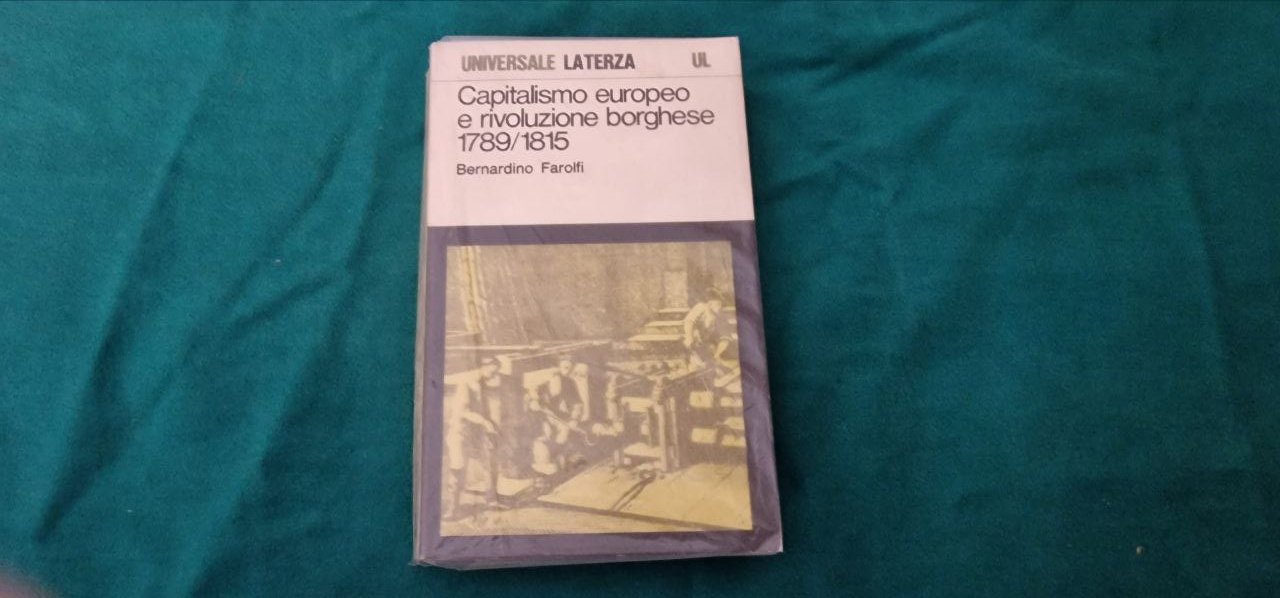 UNIVERSALE LATERZA UL
Capitalismo europeo
e rivoluzione borghese
1789/1815
Bernardino Farolfi